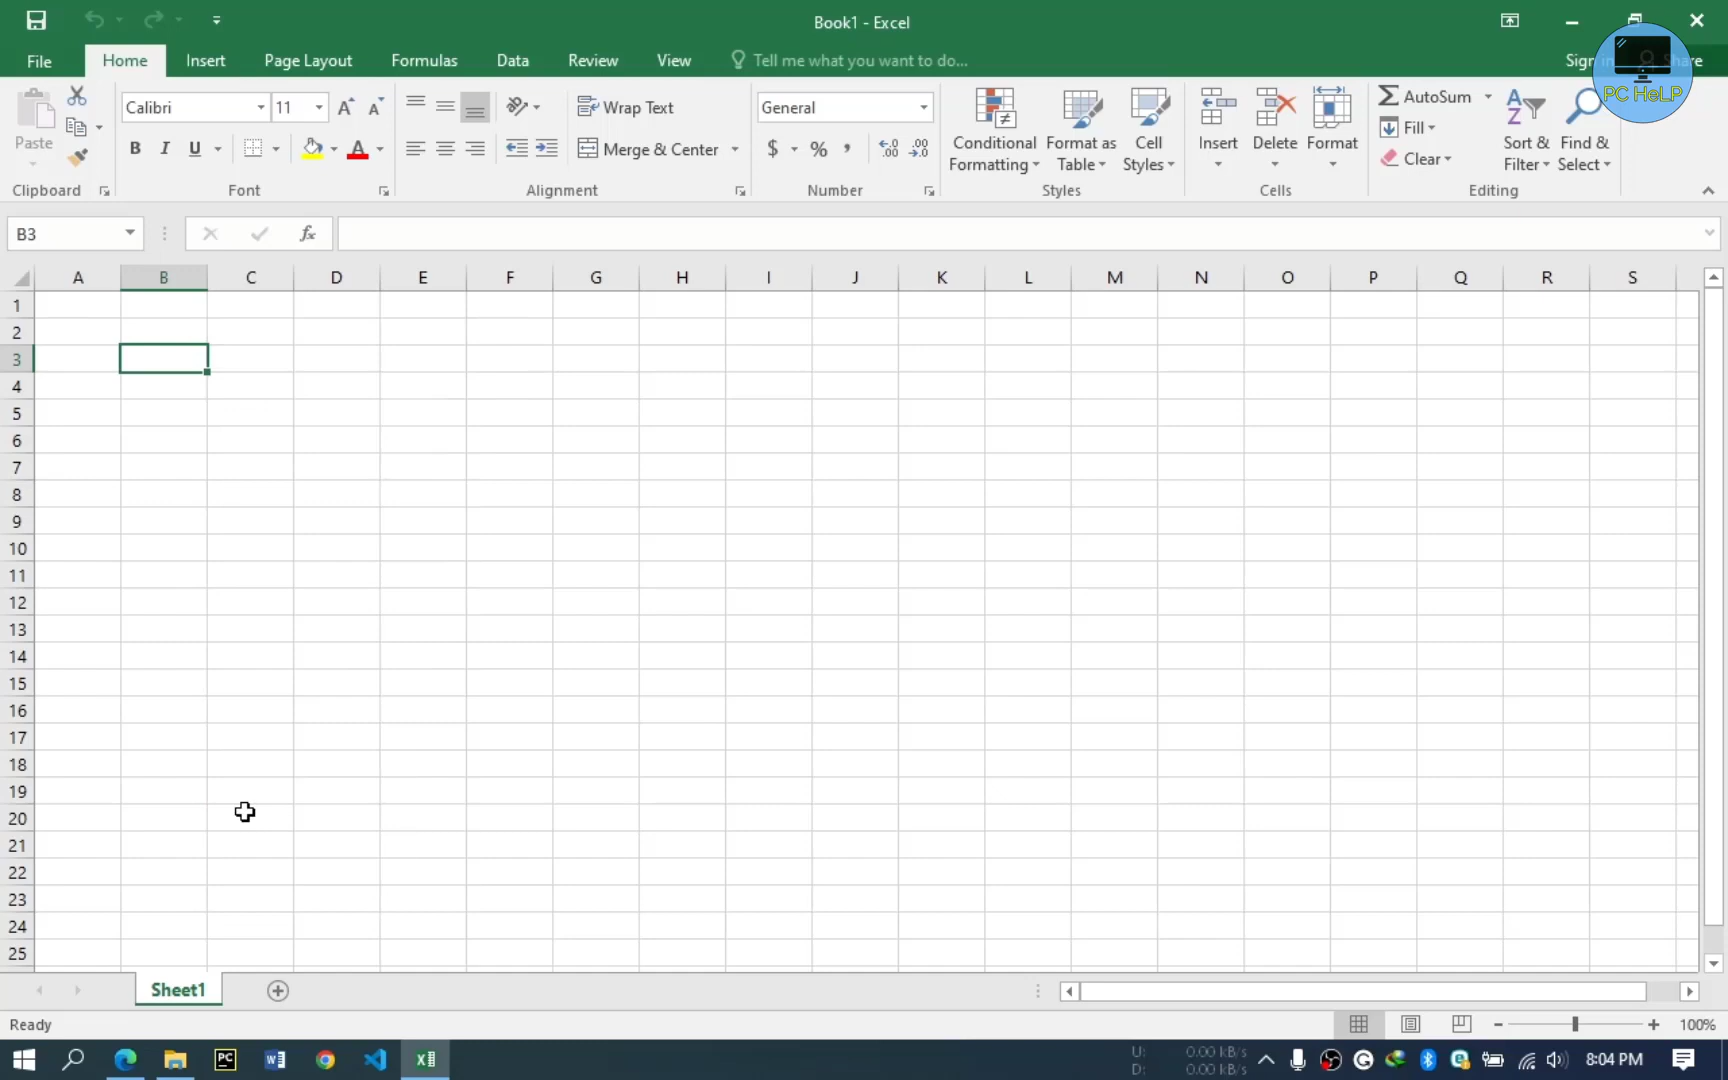 Book1 - Excel
File Home Insert Page Layout Formulas Data Review View Tell me what you want to do...
PC HeLP
Paste
Clipboard
Calibri 11
B I U
Font
Wrap Text
Merge & Center
Alignment
General
$ % ,
Number
Conditional Formatting
Format as Table
Cell Styles
Styles
Insert Delete Format
Cells
AutoSum
Fill
Clear
Sort & Filter
Find & Select
Editing
B3 fx
A B C D E F G H I J K L M N O P Q R S
1
2
3
4
5
6
7
8
9
10
11
12
13
14
15
16
17
18
19
20
21
22
23
24
25
Sheet1
Ready 100%
U: 0.00 kB/s
D: 0.00 kB/s
8:04 PM